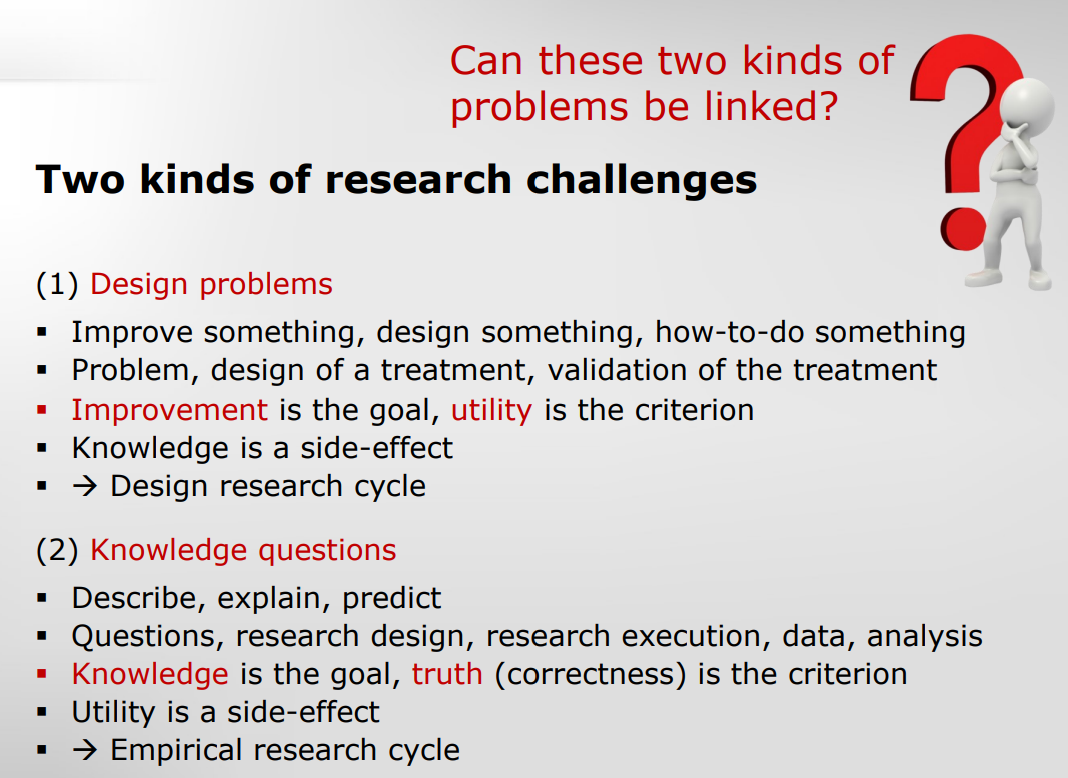 Can these two kinds of
problems be linked?
Two kinds of research challenges
(1) Design problems
▪ Improve something, design something, how-to-do something
▪ Problem, design of a treatment, validation of the treatment
▪ Improvement is the goal, utility is the criterion
▪ Knowledge is a side-effect
▪ → Design research cycle
(2) Knowledge questions
▪ Describe, explain, predict
▪ Questions, research design, research execution, data, analysis
▪ Knowledge is the goal, truth (correctness) is the criterion
▪ Utility is a side-effect
▪ → Empirical research cycle